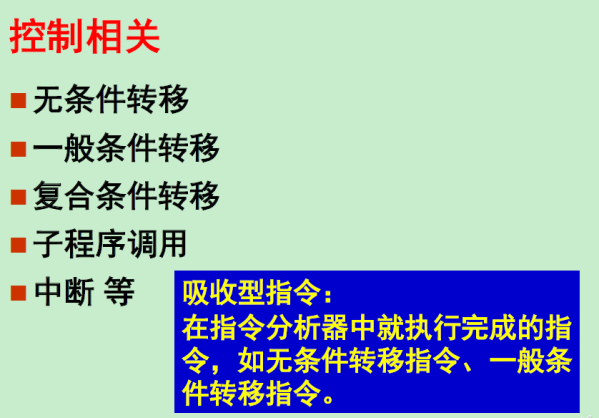 控制相关
无条件转移
一般条件转移
复合条件转移
子程序调用
中断 等
吸收型指令：
在指令分析器中就执行完成的指
令，如无条件转移指令、一般条
件转移指令。